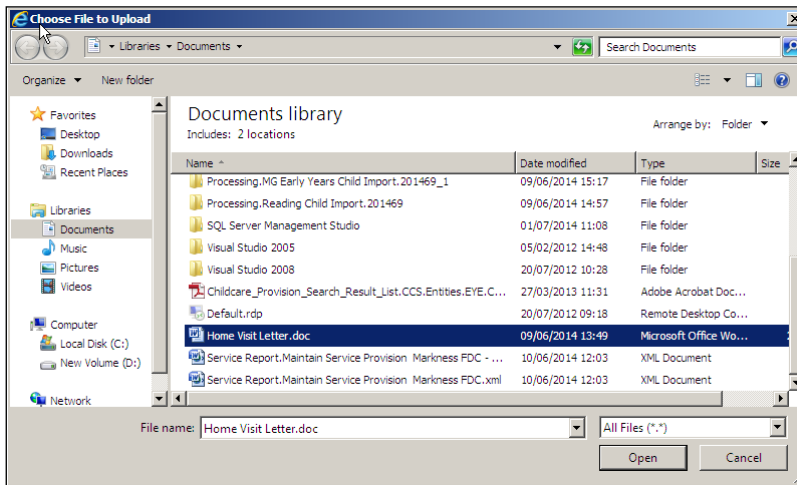 Choose File to Upload
Libraries Documents Search Documents
Organize New folder
Favorites
Desktop
Downloads
Recent Places
Libraries
Documents
Music
Pictures
Videos
Computer
Local Disk (C:)
New Volume (D:)
Network
Documents library
Includes: 2 locations
Arrange by: Folder
Name Date modified Type Size
Processing.MG Early Years Child Import.201469_1 09/06/2014 15:17 File folder
Processing.Reading Child Import.201469 09/06/2014 14:57 File folder
SQL Server Management Studio 01/07/2014 11:08 File folder
Visual Studio 2005 05/02/2012 14:48 File folder
Visual Studio 2008 20/07/2012 10:28 File folder
Childcare_Provision_Search_Result_List.CCS.Entities.EYE.C... 27/03/2013 11:31 Adobe Acrobat Doc...
Default.rdp 20/07/2012 09:18 Remote Desktop Co...
Home Visit Letter.doc 09/06/2014 13:49 Microsoft Office Wo...
Service Report.Maintain Service Provision Markness FDC - ... 10/06/2014 12:03 XML Document
Service Report.Maintain Service Provision Markness FDC.xml 10/06/2014 12:03 XML Document
File name: Home Visit Letter.doc All Files (*.*)
Open Cancel